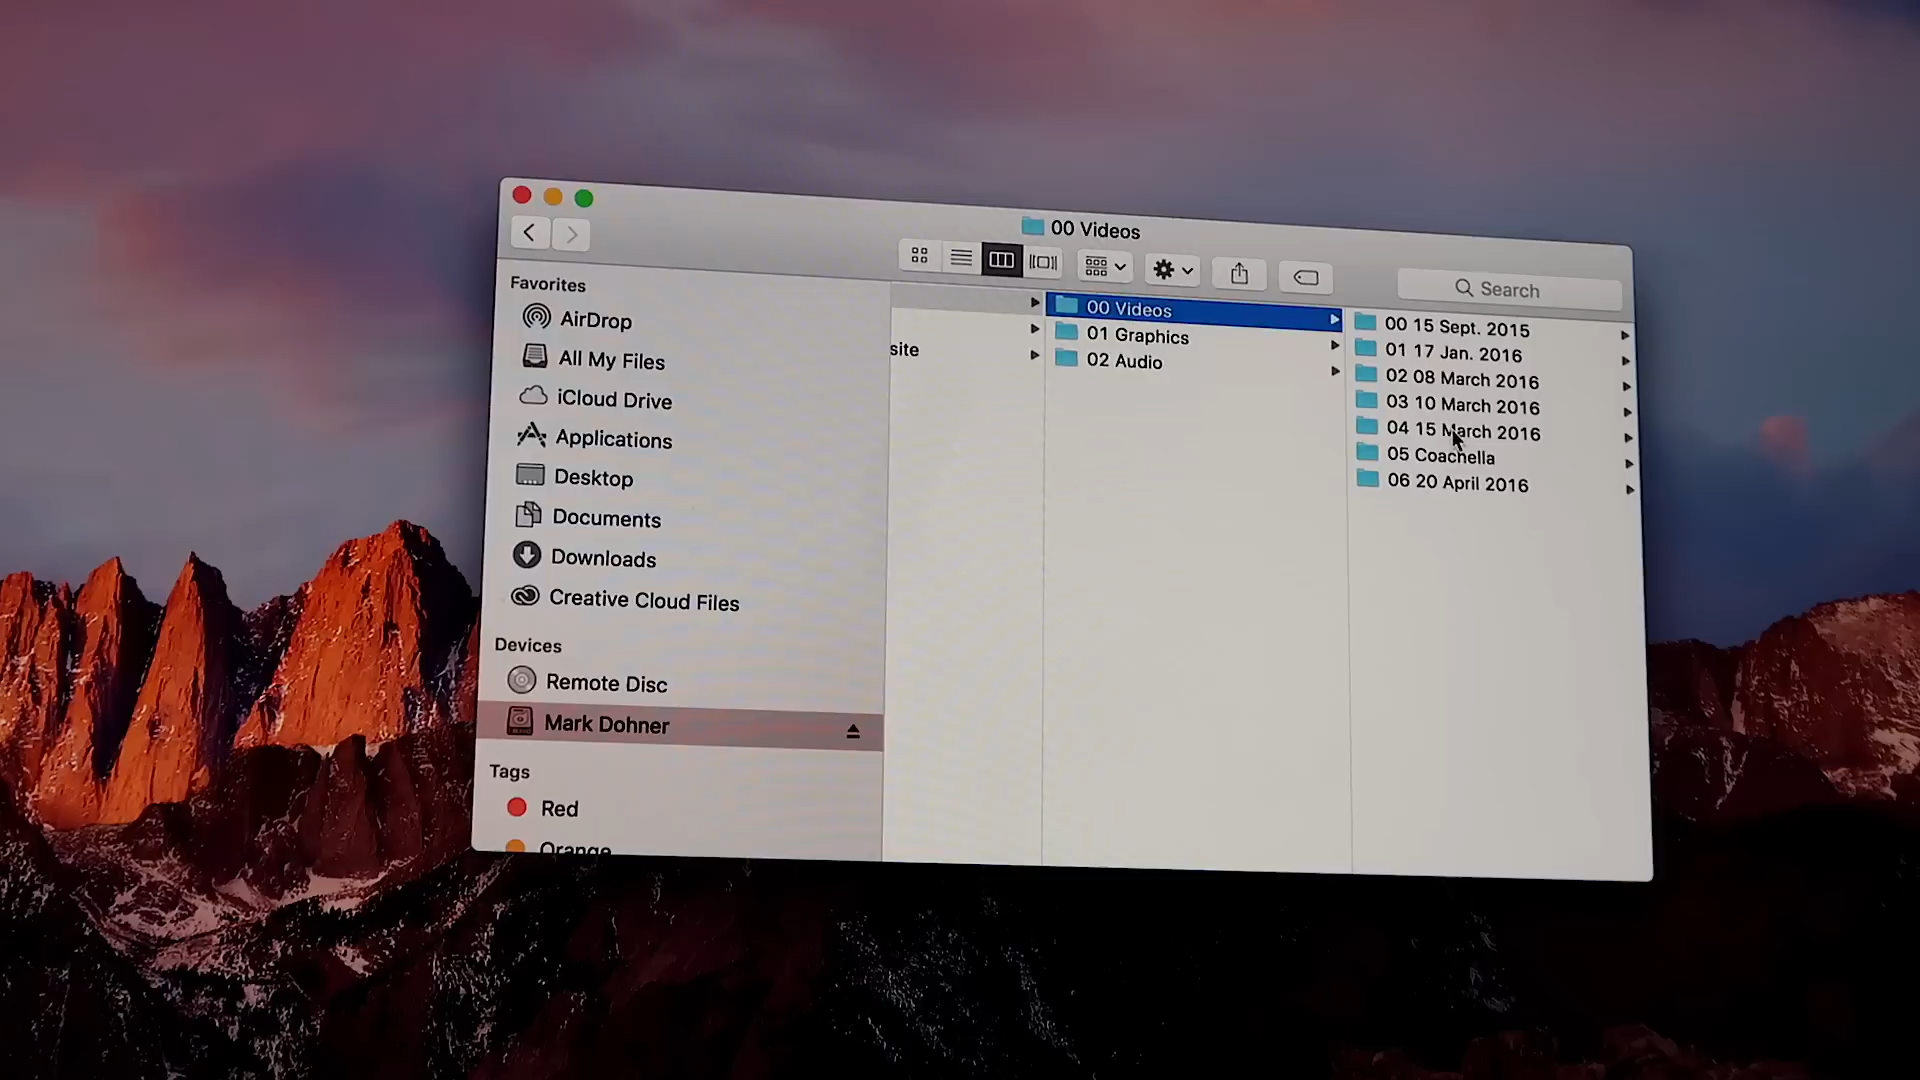 00 Videos
Search
Favorites
AirDrop
All My Files
iCloud Drive
Applications
Desktop
Documents
Downloads
Creative Cloud Files
Devices
Remote Disc
Mark Dohner
Tags
Red
Orange
site
00 Videos
01 Graphics
02 Audio
00 15 Sept. 2015
01 17 Jan. 2016
02 08 March 2016
03 10 March 2016
04 15 March 2016
05 Coachella
06 20 April 2016